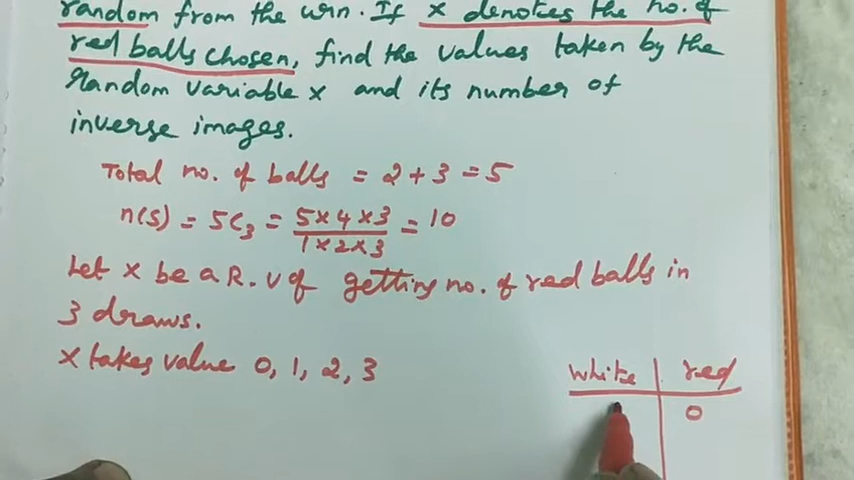 random from the urn. If x denotes the no. of
red balls chosen, find the values taken by the
Random variable x and its number of
inverse images.
Total no. of balls = 2 + 3 = 5
n(S) = 5C₃ = 5×4×3 / 1×2×3 = 10
Let x be a R.v of getting no. of red balls in
3 draws.
x takes value 0, 1, 2, 3
white | red
0